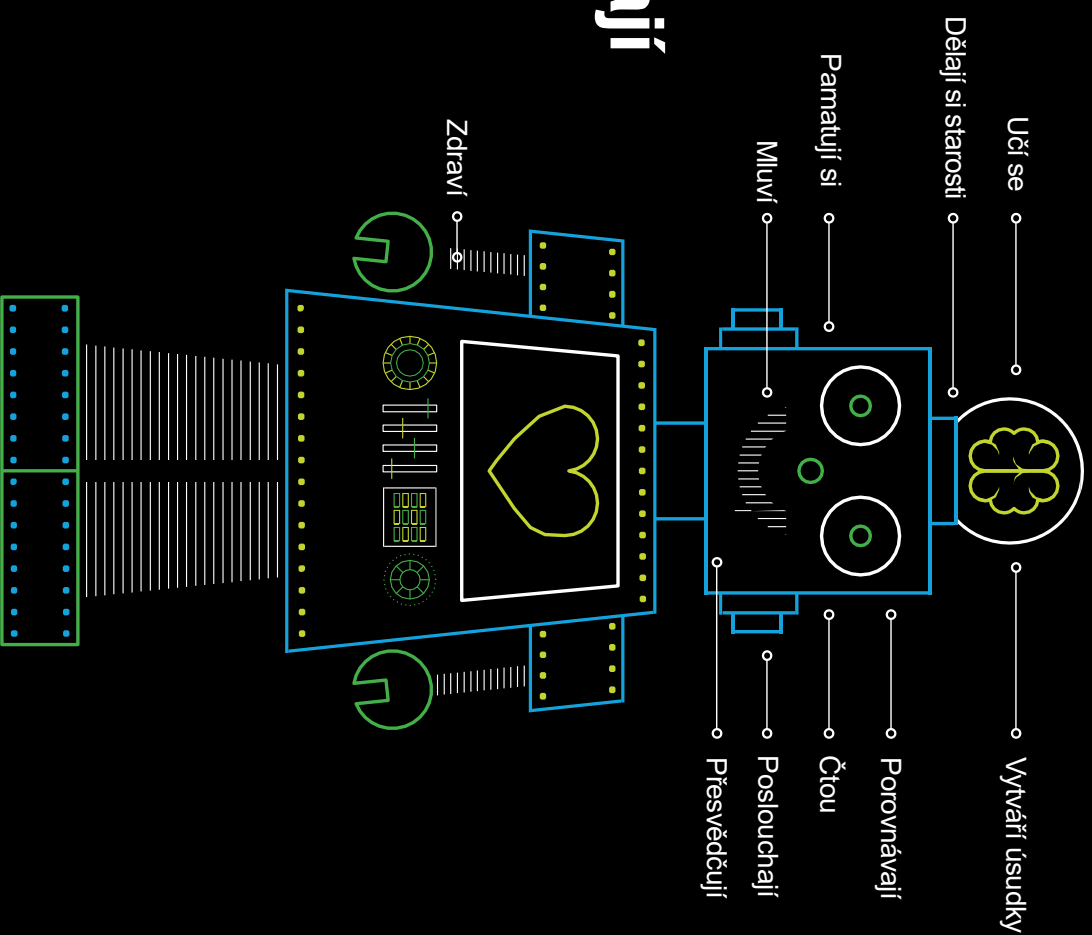 Učí se
Vytváří úsudky
Dělají si starosti
Porovnávají
Pamatují si
Čtou
Mluví
Poslouchají
Přesvědčují
Zdraví